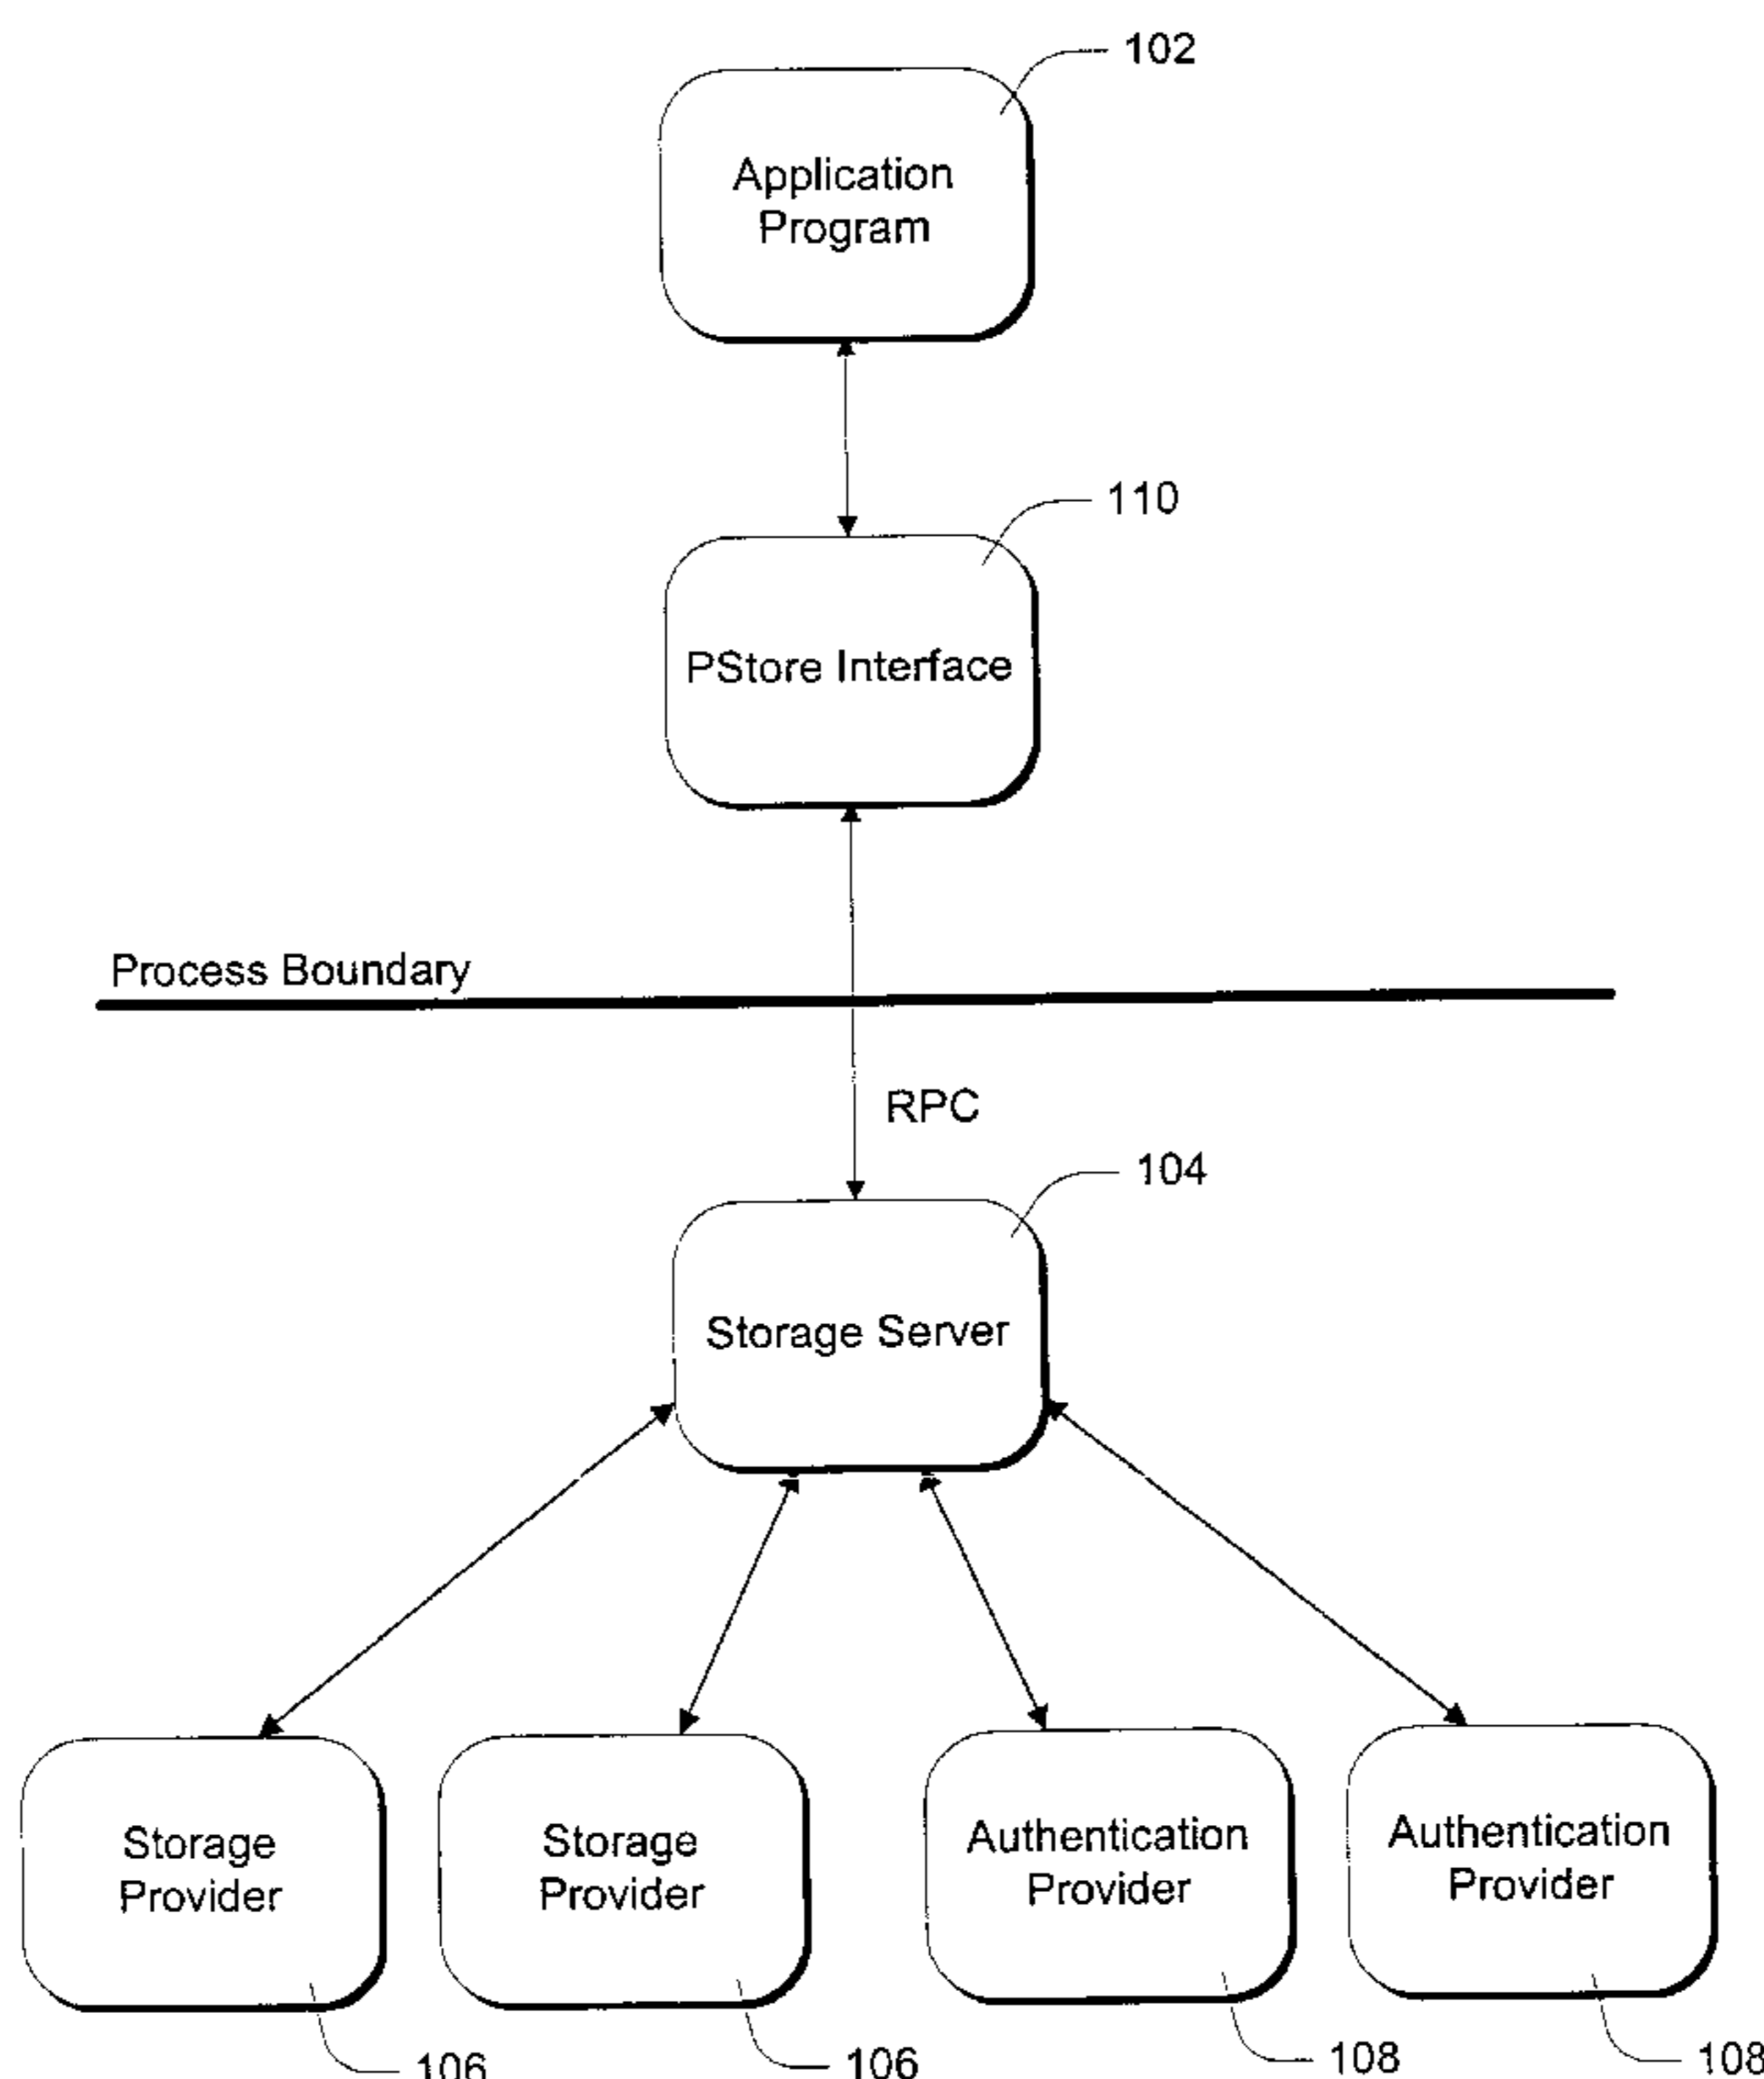 102
Application
Program
110
PStore Interface
Process Boundary
RPC
104
Storage Server
Storage
Provider
Storage
Provider
Authentication
Provider
Authentication
Provider
106
106
108
108